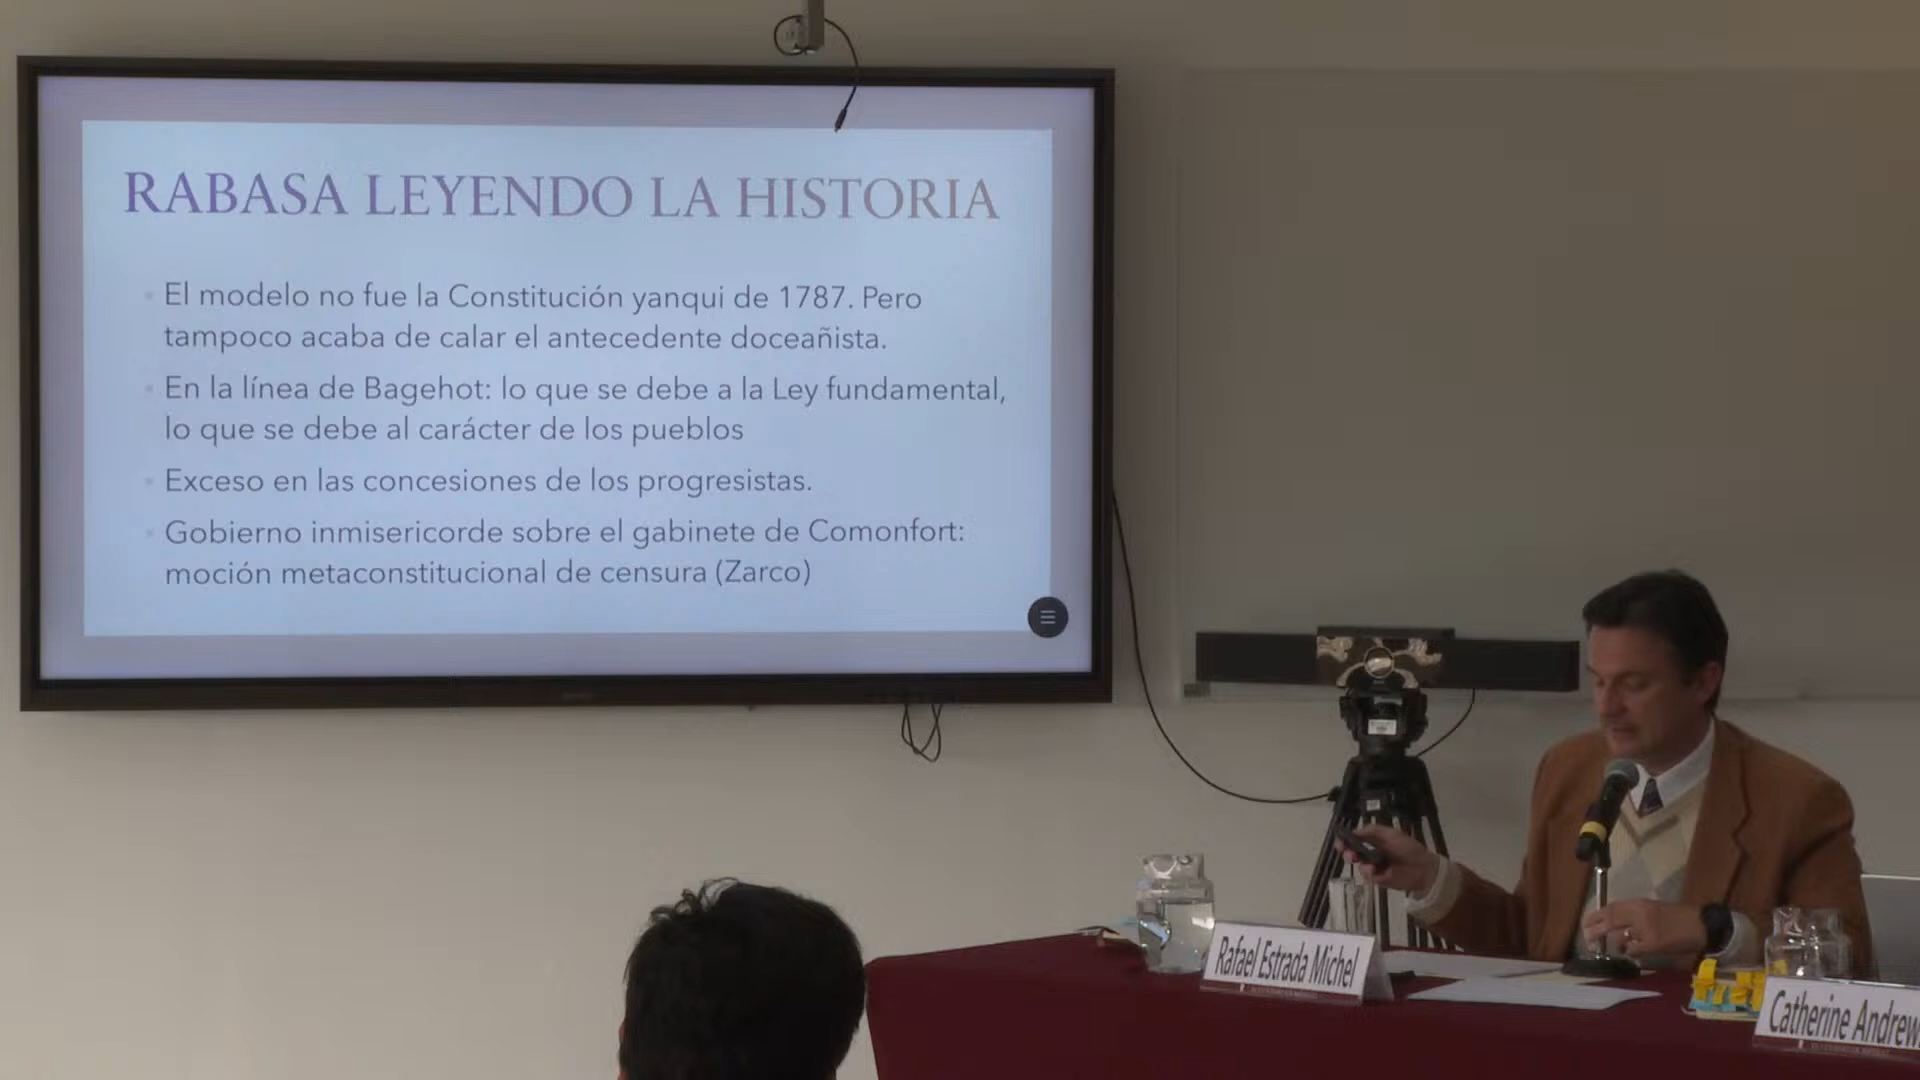 RABASA LEYENDO LA HISTORIA
El modelo no fue la Constitución yanqui de 1787. Pero
tampoco acaba de calar el antecedente doceañista.
En la línea de Bagehot: lo que se debe a la Ley fundamental,
lo que se debe al carácter de los pueblos
Exceso en las concesiones de los progresistas.
Gobierno inmisericorde sobre el gabinete de Comonfort:
moción metaconstitucional de censura (Zarco)
Rafael Estrada Michel
Catherine Andrew